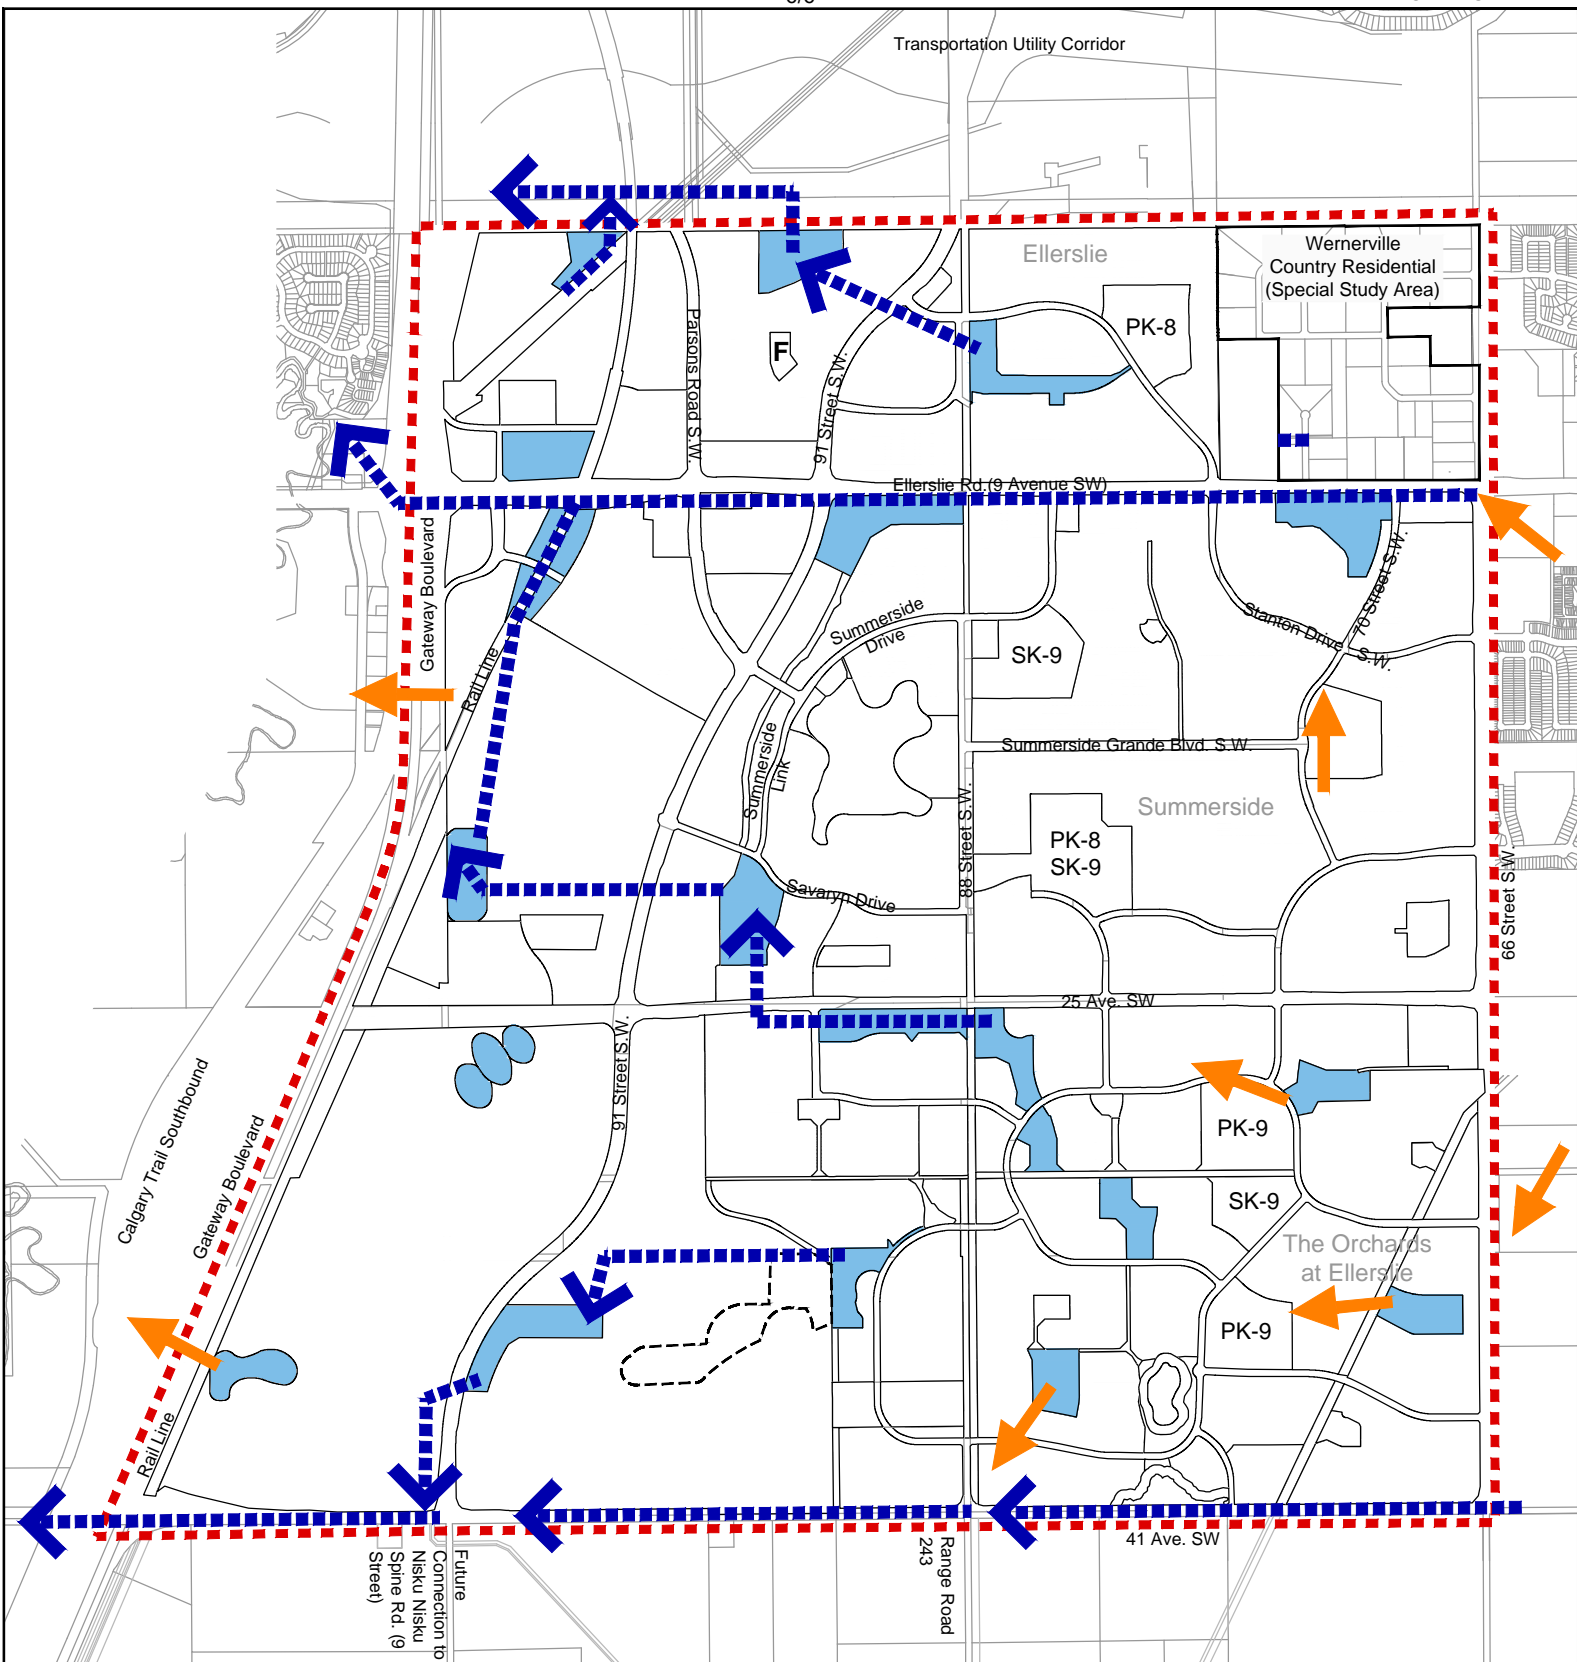 Transportation Utility Corridor
Ellerslie
Wernerville
Country Residential
(Special Study Area)
PK-8
F
Parsons Road S.W.
91 Street S.W.
Ellerslie Rd.(9 Avenue SW)
Gateway Boulevard
Rail Line
Summerside
Drive
SK-9
Stanton Drive S.W.
70 Street S.W.
Summerside
Link
Summerside Grande Blvd. S.W.
Summerside
88 Street S.W.
PK-8
SK-9
Savaryn Drive
66 Street S.W.
25 Ave. SW
91 Street S.W.
Calgary Trail Southbound
Gateway Boulevard
PK-9
SK-9
The Orchards
at Ellerslie
PK-9
Rail Line
41 Ave. SW
Range Road
243
Future
Connection to
Nisku Nisku
Spine Rd. (9
Street)